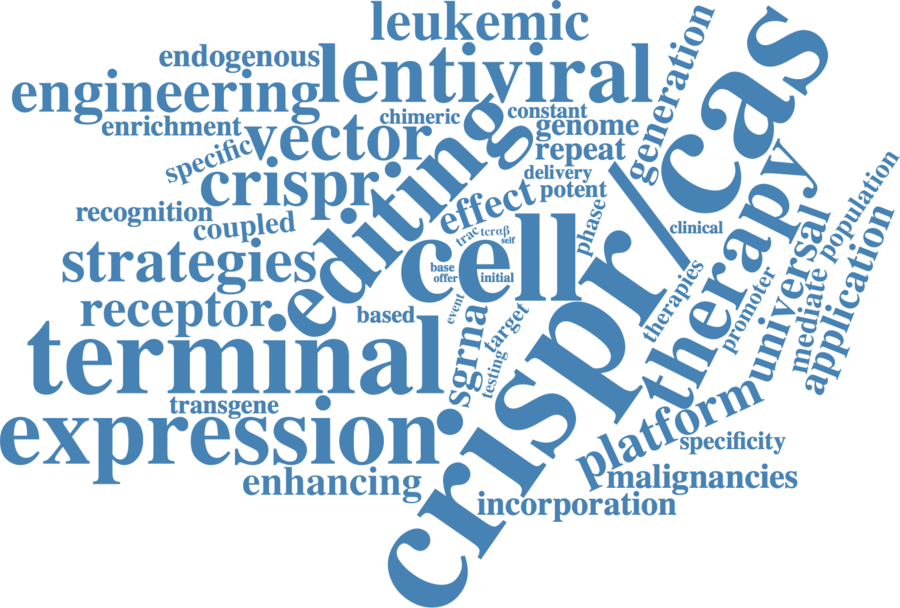 leukemic
generation
crispr/cas
endogenous
lentiviral
engineering
chimeric
constant
enrichment
vector
genome
editing
specific
repeat
crispr
delivery
potent
therapy
population
recognition
effect
coupled
phase
clinical
trac
tcrαβ
self
cell
universal
application
strategies
base
offer
initial
mediate
therapies
receptor
event
based
promoter
target
sgrna
terminal
testing
transgene
platform
expression
specificity
enhancing
malignancies
incorporation